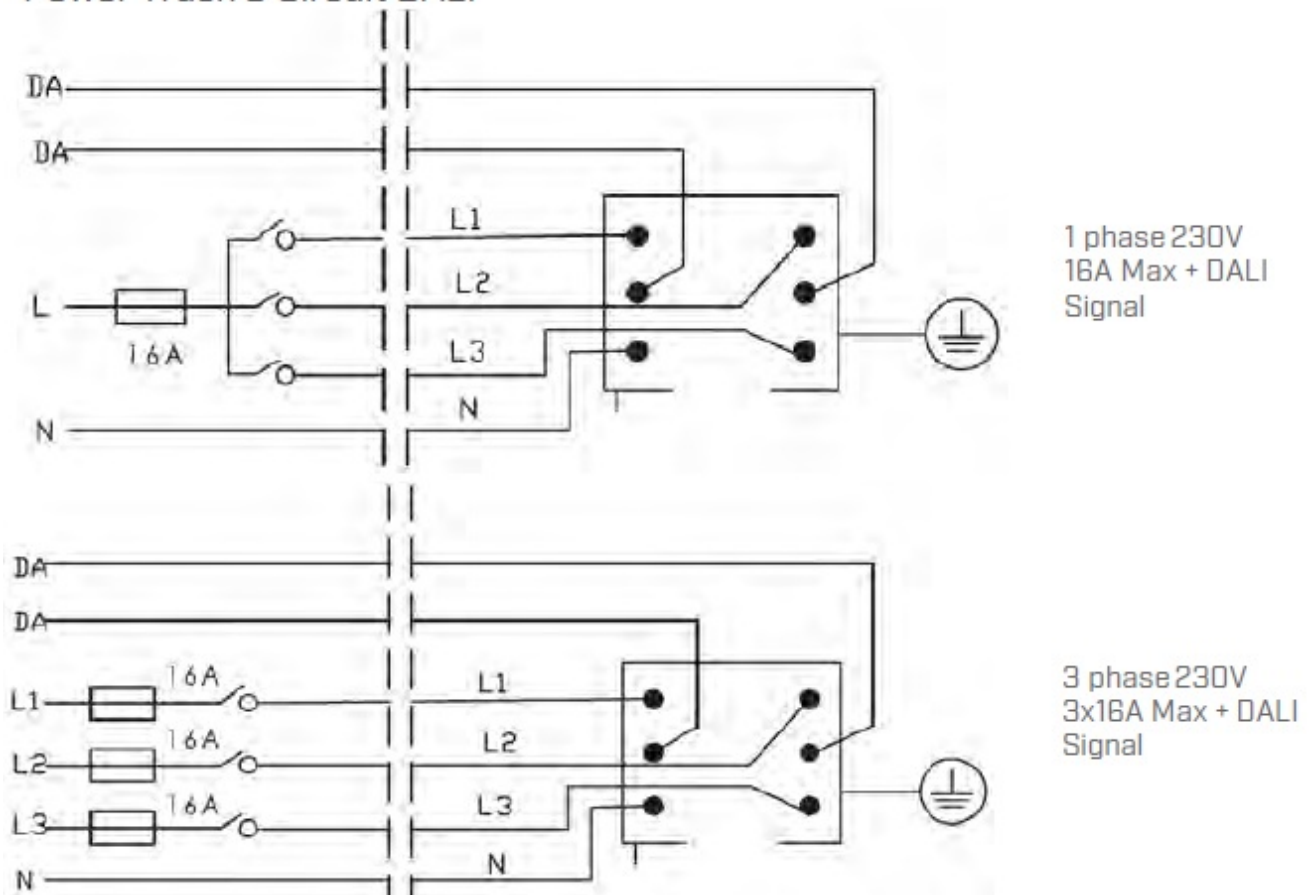 DA
DA
L1
L2
L
16A
L3
N
N
1 phase 230V
16A Max + DALI
Signal
DA
DA
L1
16A
L1
L2
16A
L2
L3
16A
L3
N
N
3 phase 230V
3x16A Max + DALI
Signal